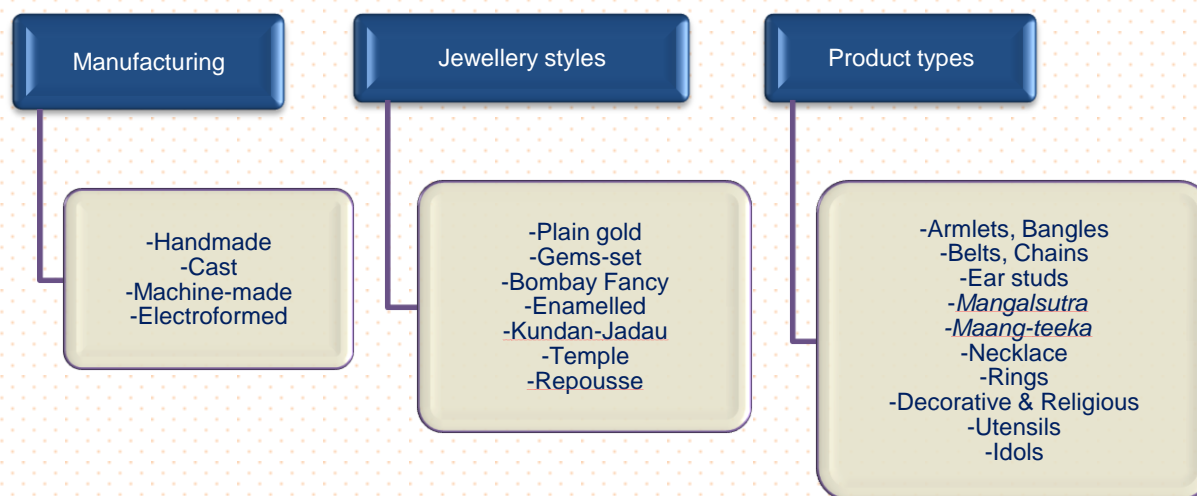 Manufacturing
-Handmade
-Cast
-Machine-made
-Electroformed
Jewellery styles
-Plain gold
-Gems-set
-Bombay Fancy
-Enamelled
-Kundan-Jadau
-Temple
-Repousse
Product types
-Armlets, Bangles
-Belts, Chains
-Ear studs
-Mangalsutra
-Maang-teeka
-Necklace
-Rings
-Decorative & Religious
-Utensils
-Idols